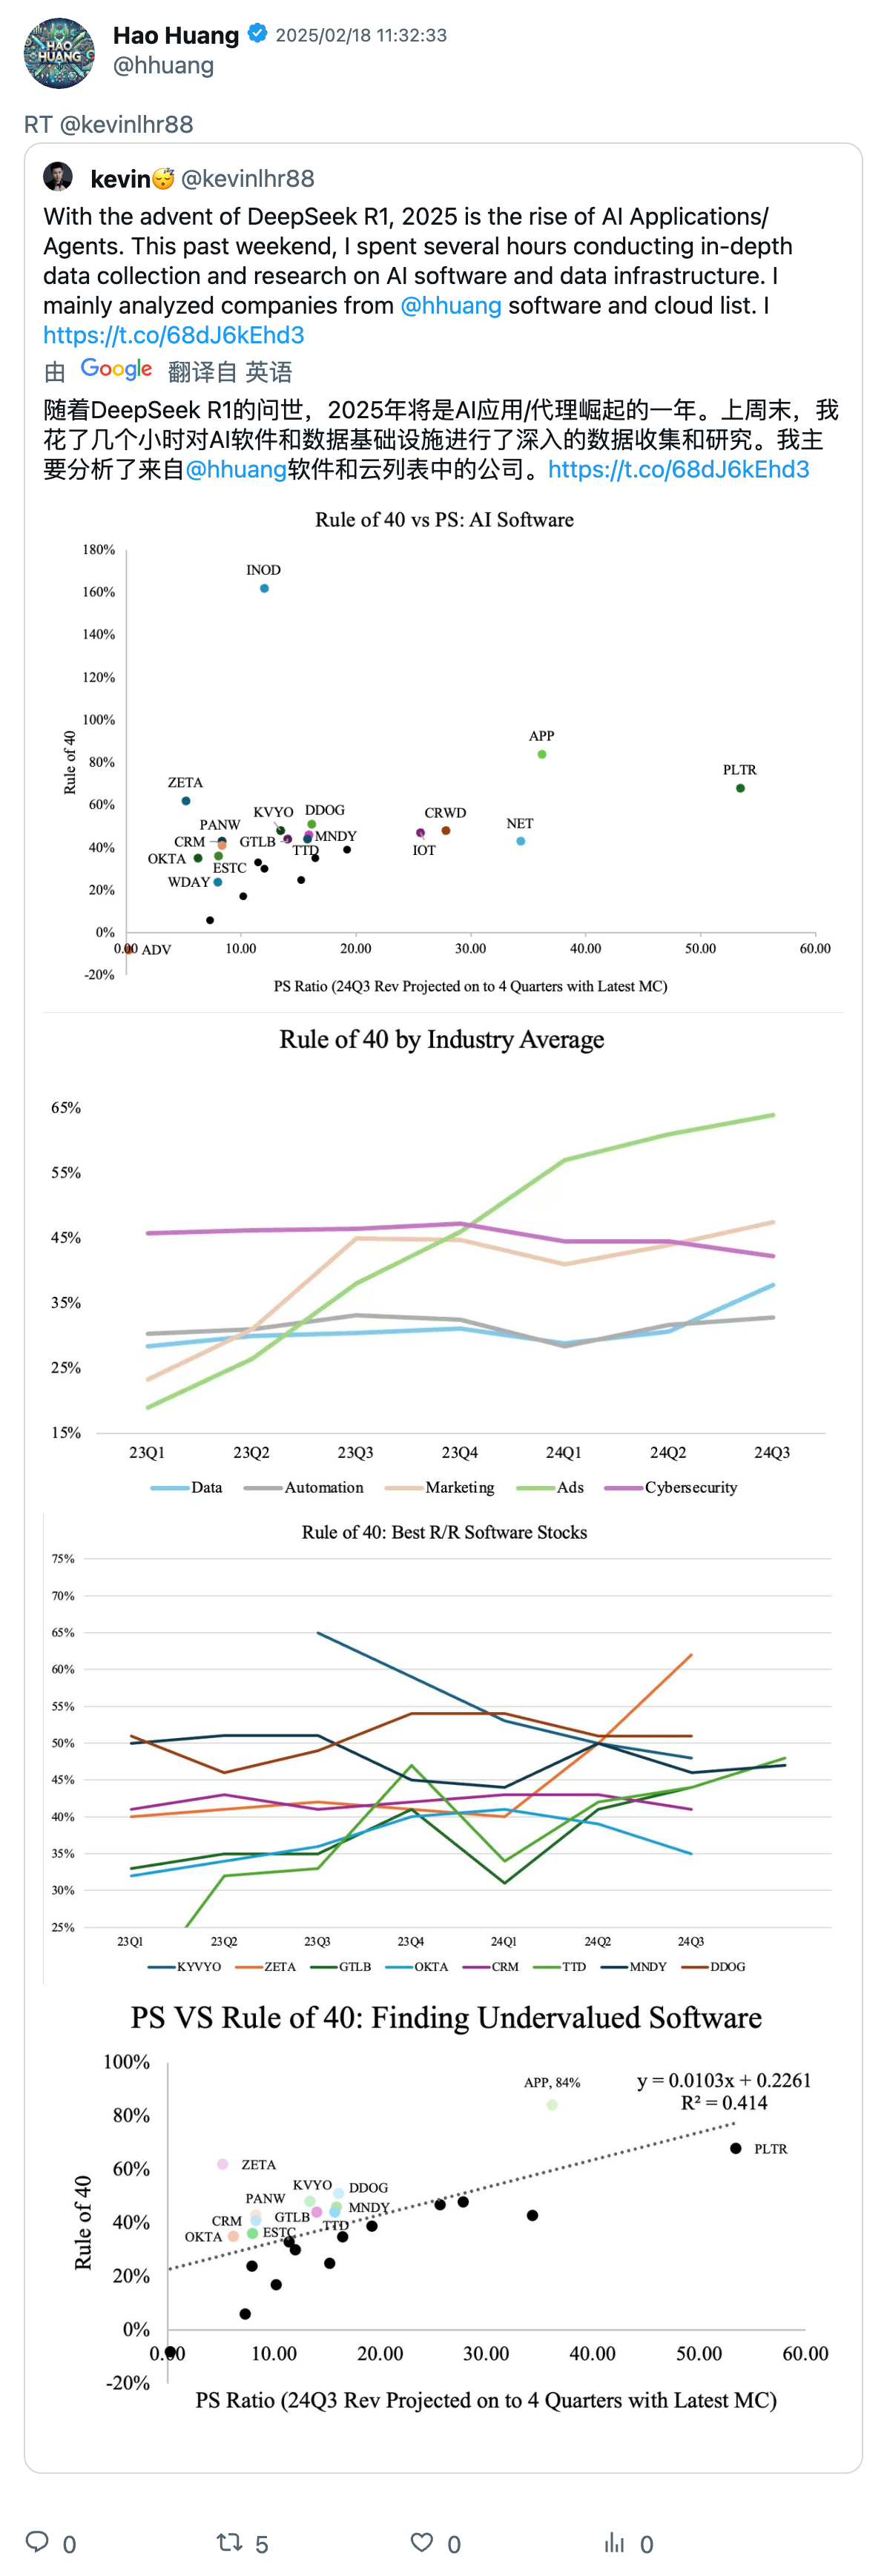 Hao Huang 2025/02/18 11:32:33
@hhuang
HAO
HUANG
RT @kevinlhr88
kevin😴 @kevinlhr88
With the advent of DeepSeek R1, 2025 is the rise of AI Applications/
Agents. This past weekend, I spent several hours conducting in-depth
data collection and research on AI software and data infrastructure. I
mainly analyzed companies from @hhuang software and cloud list. I
https://t.co/68dJ6kEhd3
由 Google 翻译自 英语
随着DeepSeek R1的问世，2025年将是AI应用/代理崛起的一年。上周末，我
花了几个小时对AI软件和数据基础设施进行了深入的数据收集和研究。我主
要分析了来自@hhuang软件和云列表中的公司。https://t.co/68dJ6kEhd3
Rule of 40 vs PS: AI Software
180%
160%
140%
120%
100%
80%
60%
40%
20%
0%
-20%
Rule of 40
INOD
APP
PLTR
ZETA
KVYO
DDOG
CRWD
NET
PANW
CRM
GTLB
MNDY
TTD
IOT
OKTA
ESTC
WDAY
ADV
0.00
10.00
20.00
30.00
40.00
50.00
60.00
PS Ratio (24Q3 Rev Projected on to 4 Quarters with Latest MC)
Rule of 40 by Industry Average
65%
55%
45%
35%
25%
15%
23Q1
23Q2
23Q3
23Q4
24Q1
24Q2
24Q3
Data
Automation
Marketing
Ads
Cybersecurity
Rule of 40: Best R/R Software Stocks
75%
70%
65%
60%
55%
50%
45%
40%
35%
30%
25%
23Q1
23Q2
23Q3
23Q4
24Q1
24Q2
24Q3
KYVYO
ZETA
GTLB
OKTA
CRM
TTD
MNDY
DDOG
PS VS Rule of 40: Finding Undervalued Software
100%
80%
60%
40%
20%
0%
-20%
Rule of 40
APP, 84%
y = 0.0103x + 0.2261
R² = 0.414
PLTR
ZETA
KVYO
DDOG
PANW
MNDY
CRM
GTLB
TTD
OKTA
ESTC
0.00
10.00
20.00
30.00
40.00
50.00
60.00
PS Ratio (24Q3 Rev Projected on to 4 Quarters with Latest MC)
0
5
0
0